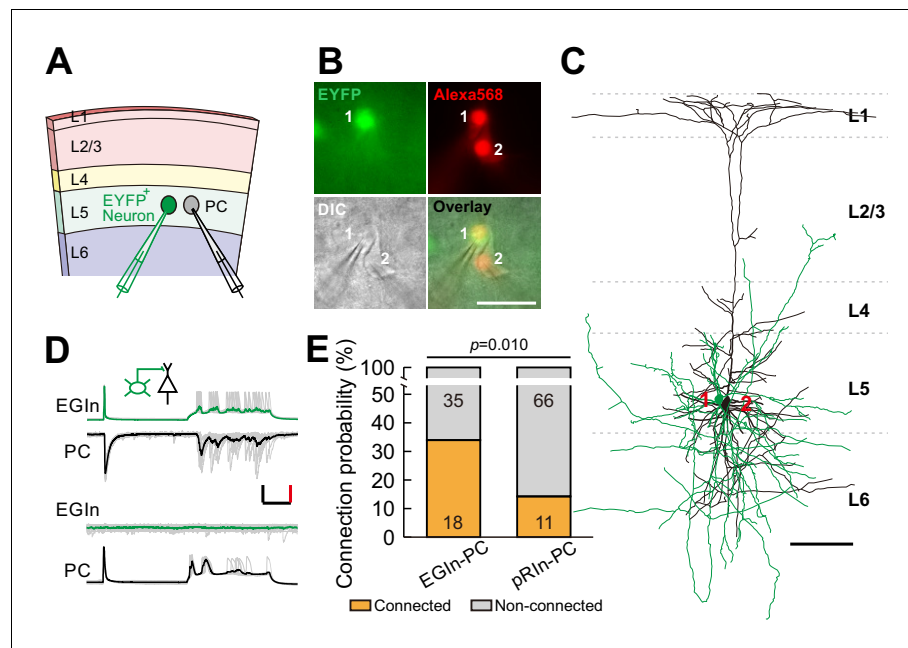 A
L1
L2/3
L4
L5
L6
EYFP+
Neuron
PC
B
EYFP
1
Alexa568
1
2
DIC
1
2
Overlay
1
2
C
L1
L2/3
L4
L5
L6
1
2
D
EGIn
PC
EGIn
PC
E
p=0.010
Connection probability (%)
100
50
40
30
20
10
0
35
66
18
11
EGIn-PC
pRIn-PC
Connected
Non-connected